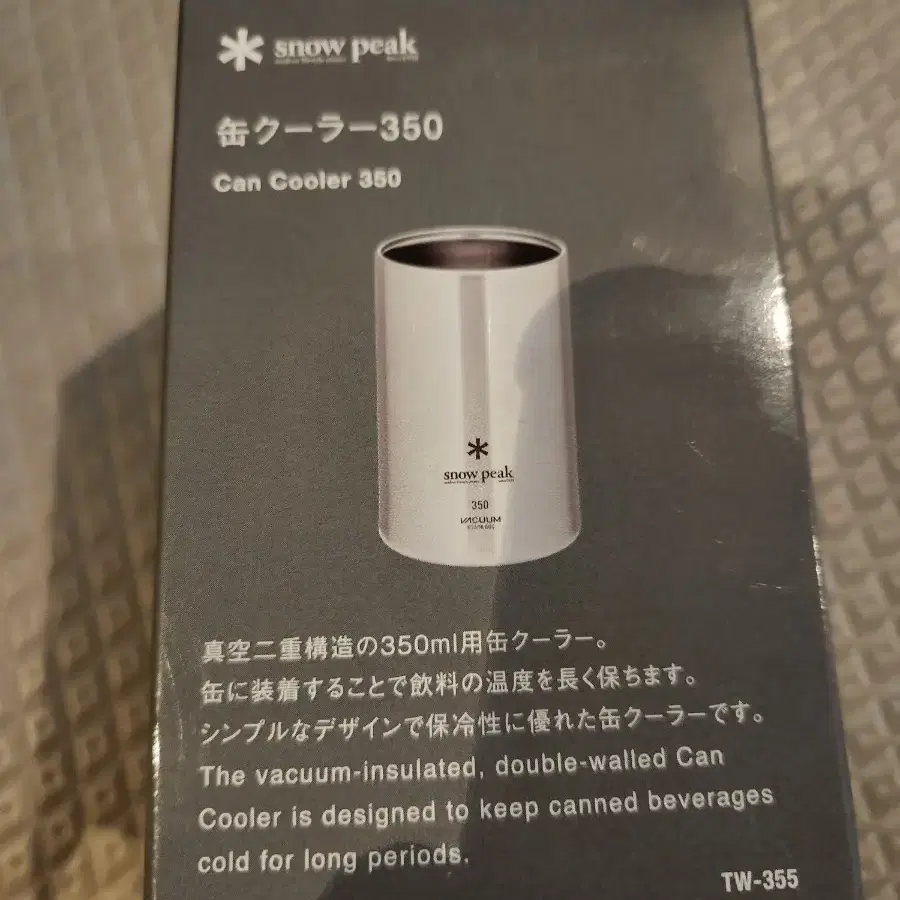 snow peak
缶クーラー350
Can Cooler 350
snow peak
350
VACUUM
真空二重構造の350ml用缶クーラー。
缶に装着することで飲料の温度を長く保ちます。
シンプルなデザインで保冷性に優れた缶クーラーです。
The vacuum-insulated, double-walled Can
Cooler is designed to keep canned beverages
cold for long periods.
TW-355